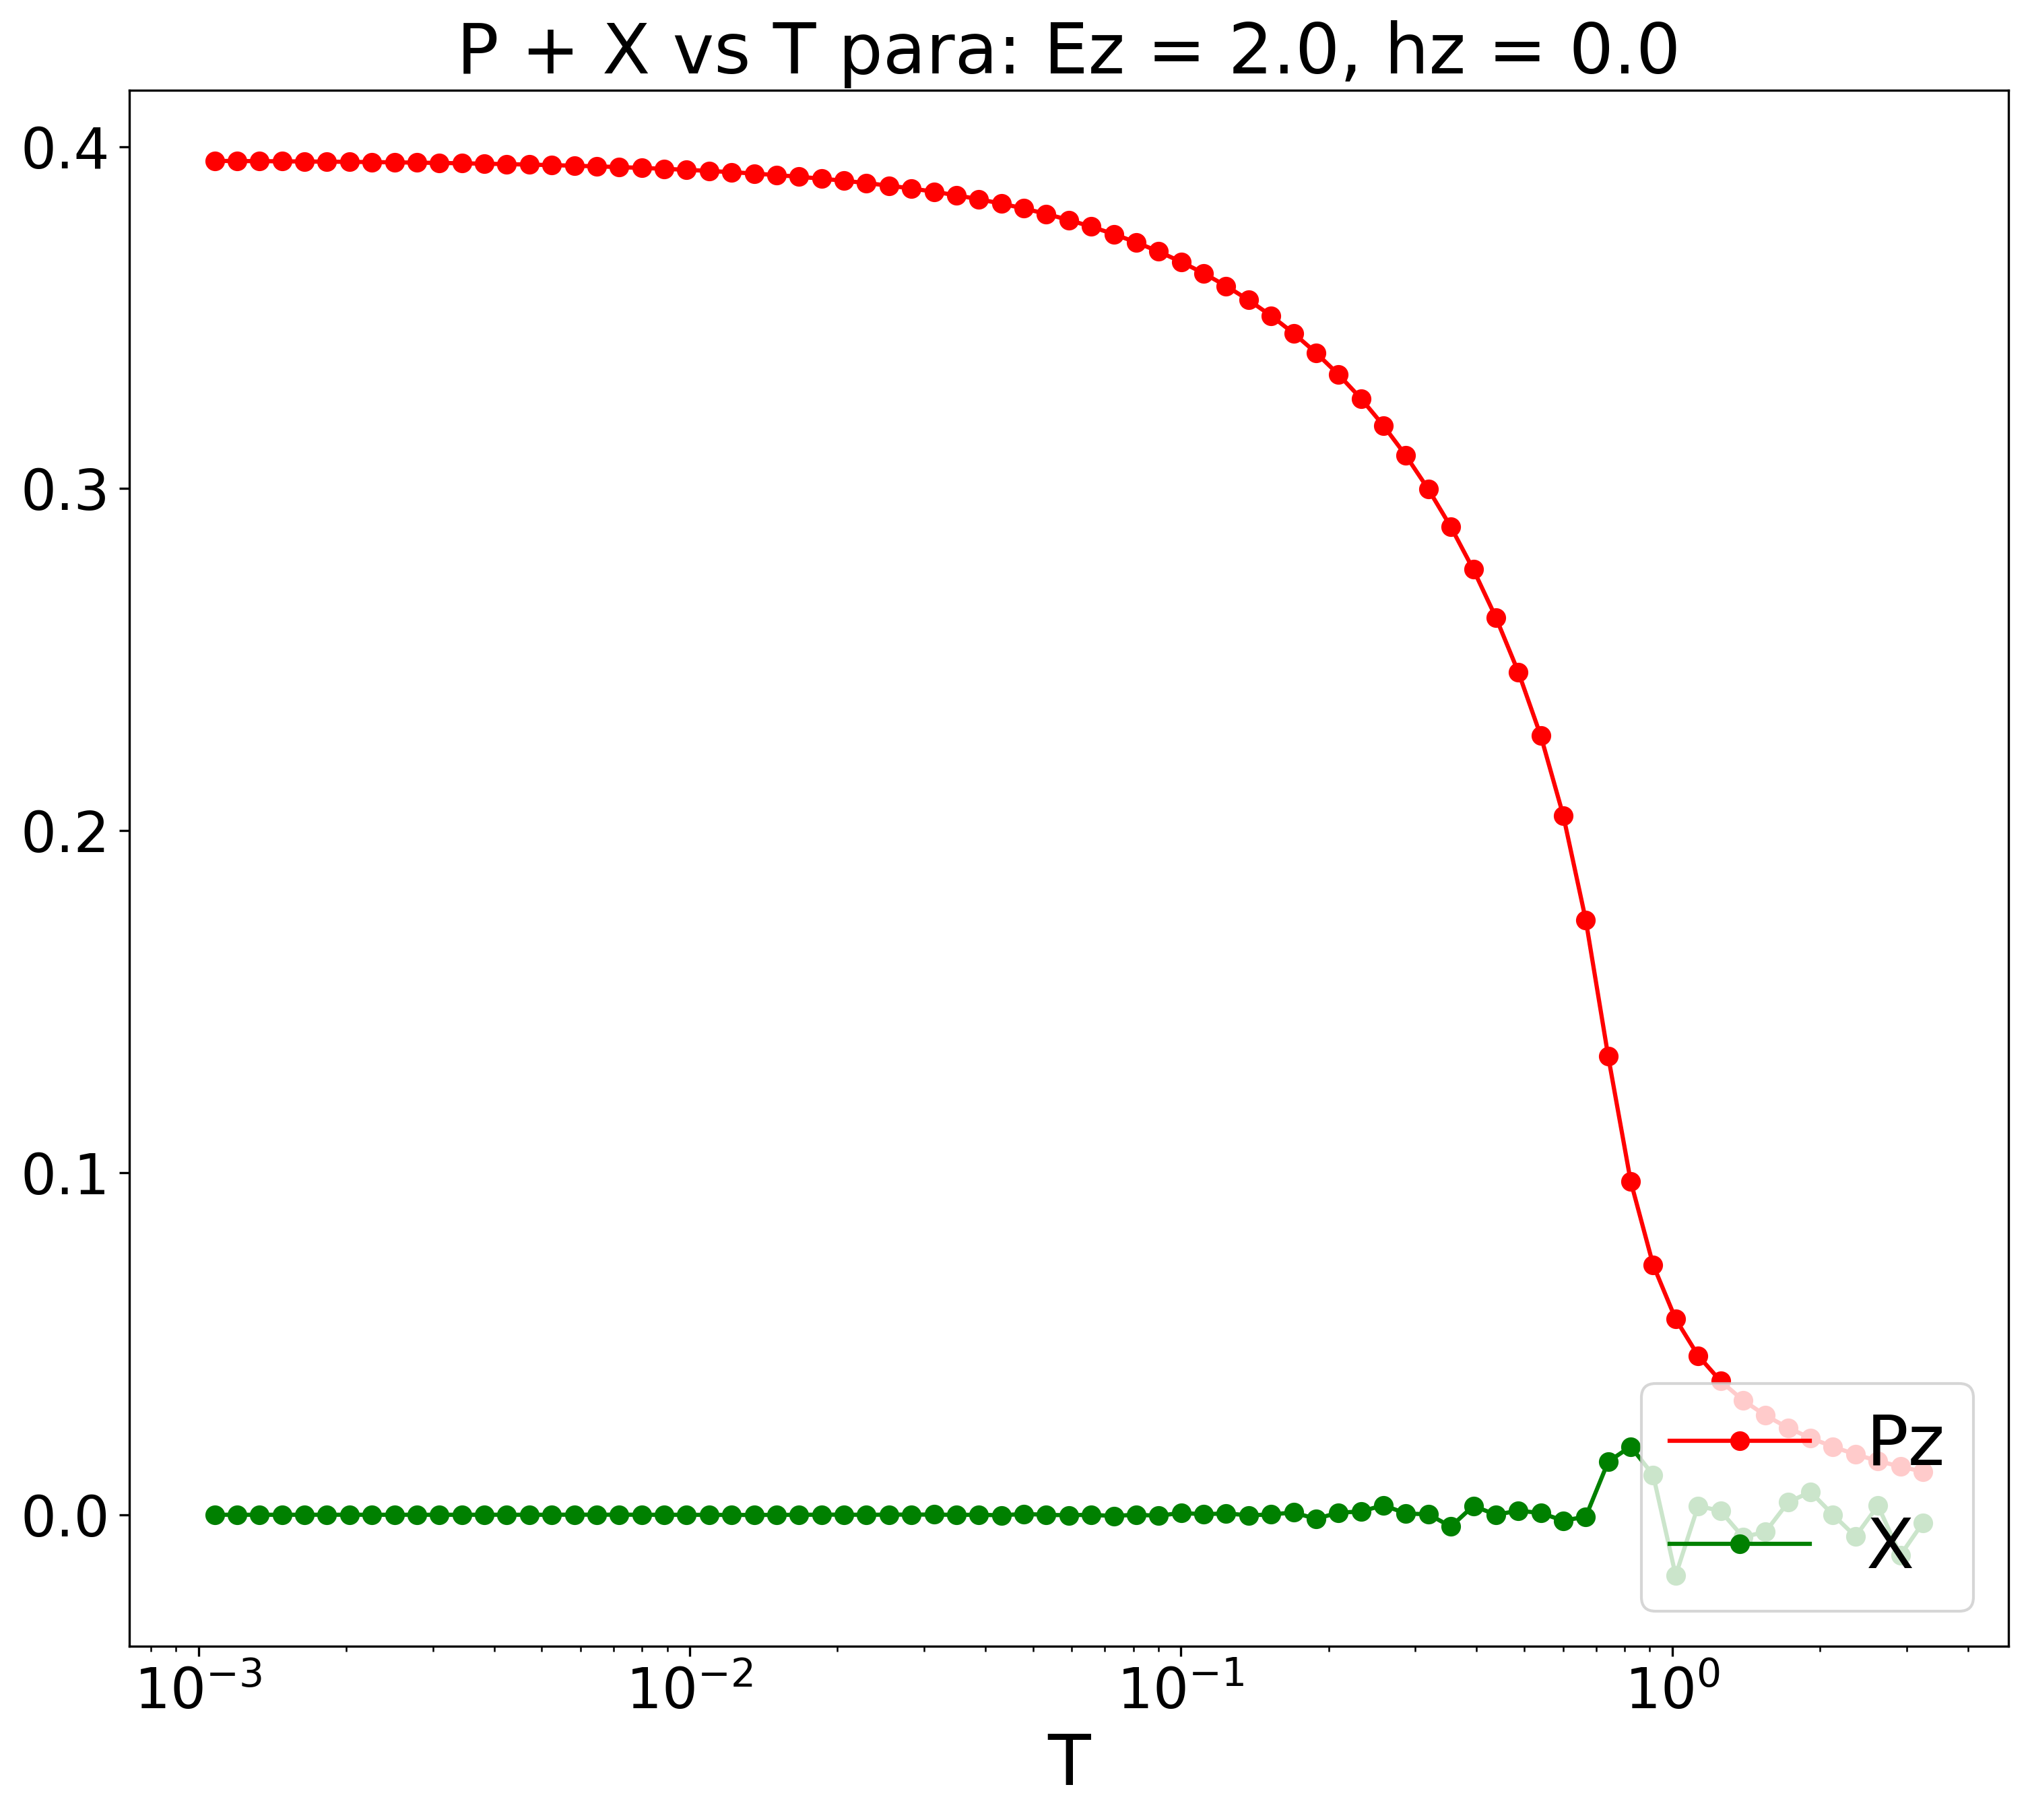 P + X vs T para: Ez = 2.0, hz = 0.0
0.4
0.3
0.2
0.1
0.0
Pz
X
10⁻³ 10⁻² 10⁻¹ 10⁰
T